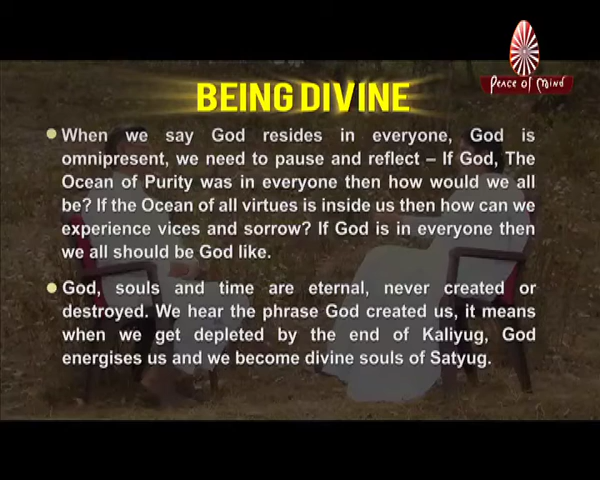 Peace of Mind
BEING DIVINE
When we say God resides in everyone, God is
omnipresent, we need to pause and reflect – If God, The
Ocean of Purity was in everyone then how would we all
be? If the Ocean of all virtues is inside us then how can we
experience vices and sorrow? If God is in everyone then
we all should be God like.
God, souls and time are eternal, never created or
destroyed. We hear the phrase God created us, it means
when we get depleted by the end of Kaliyug, God
energises us and we become divine souls of Satyug.